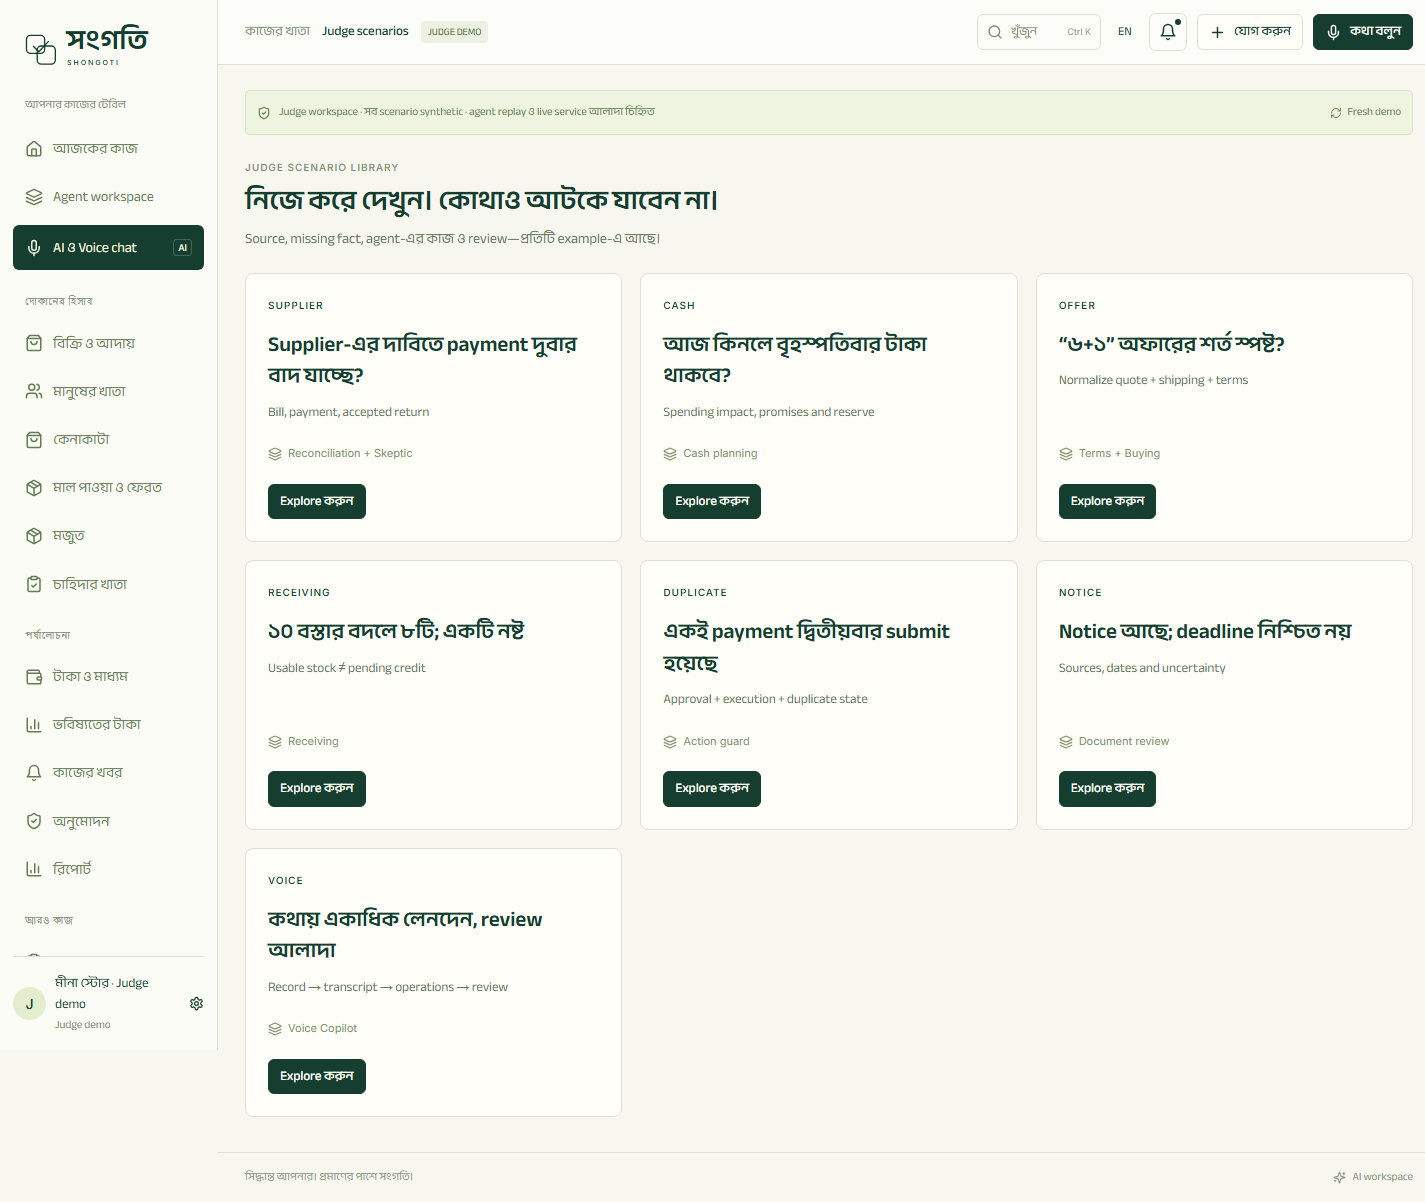 সংগতি
SHONGOTI
আপনার কাজের টেবিল
আজকের কাজ
Agent workspace
AI ও Voice chat AI
দোকানের হিসাব
বিক্রি ও আদায়
মানুষের খাতা
কেনাকাটা
মাল পাওয়া ও ফেরত
মজুত
চাহিদার খাতা
পর্যালোচনা
টাকা ও মাধ্যম
ভবিষ্যতের টাকা
কাজের খবর
অনুমোদন
রিপোর্ট
আরও কাজ
J
মীনা স্টোর · Judge
demo
Judge demo
কাজের খাতা Judge scenarios JUDGE DEMO
খুঁজুন Ctrl K
EN
যোগ করুন
কথা বলুন
Judge workspace · সব scenario synthetic · agent replay ও live service আলাদা চিহ্নিত
Fresh demo
JUDGE SCENARIO LIBRARY
নিজে করে দেখুন। কোথাও আটকে যাবেন না।
Source, missing fact, agent-এর কাজ ও review—প্রতিটি example-এ আছে।
SUPPLIER
Supplier-এর দাবিতে payment দুবার
বাদ যাচ্ছে?
Bill, payment, accepted return
Reconciliation + Skeptic
Explore করুন
CASH
আজ কিনলে বৃহস্পতিবার টাকা
থাকবে?
Spending impact, promises and reserve
Cash planning
Explore করুন
OFFER
“৬+১” অফারের শর্ত স্পষ্ট?
Normalize quote + shipping + terms
Terms + Buying
Explore করুন
RECEIVING
১০ বস্তার বদলে ৮টি; একটি নষ্ট
Usable stock ≠ pending credit
Receiving
Explore করুন
DUPLICATE
একই payment দ্বিতীয়বার submit
হয়েছে
Approval + execution + duplicate state
Action guard
Explore করুন
NOTICE
Notice আছে; deadline নিশ্চিত নয়
Sources, dates and uncertainty
Document review
Explore করুন
VOICE
কথায় একাধিক লেনদেন, review
আলাদা
Record → transcript → operations → review
Voice Copilot
Explore করুন
সিদ্ধান্ত আপনার। প্রমাণের পাশে সংগতি।
AI workspace